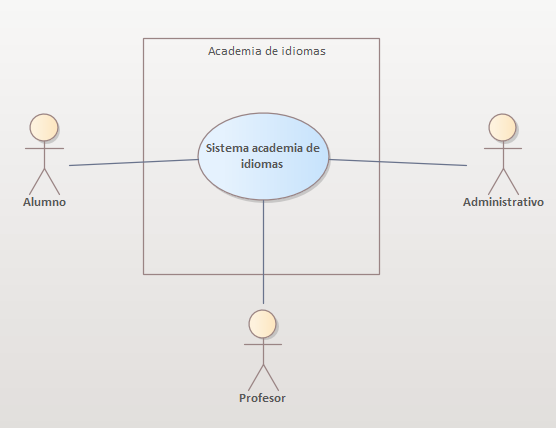 Academia de idiomas
Sistema academia de
idiomas
Alumno
Administrativo
Profesor